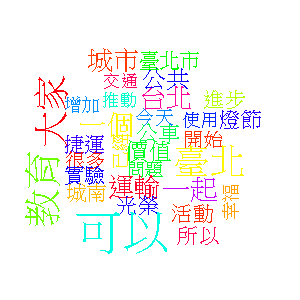 城市
臺北市
交通
公共
大家
增加
推動
台北
進步
一個
今天
使用
燈節
公車
開始
捷運
很多
價值
臺北
教育
實驗
問題
城南
運輸
一起
幸福
光榮
活動
可以
所以